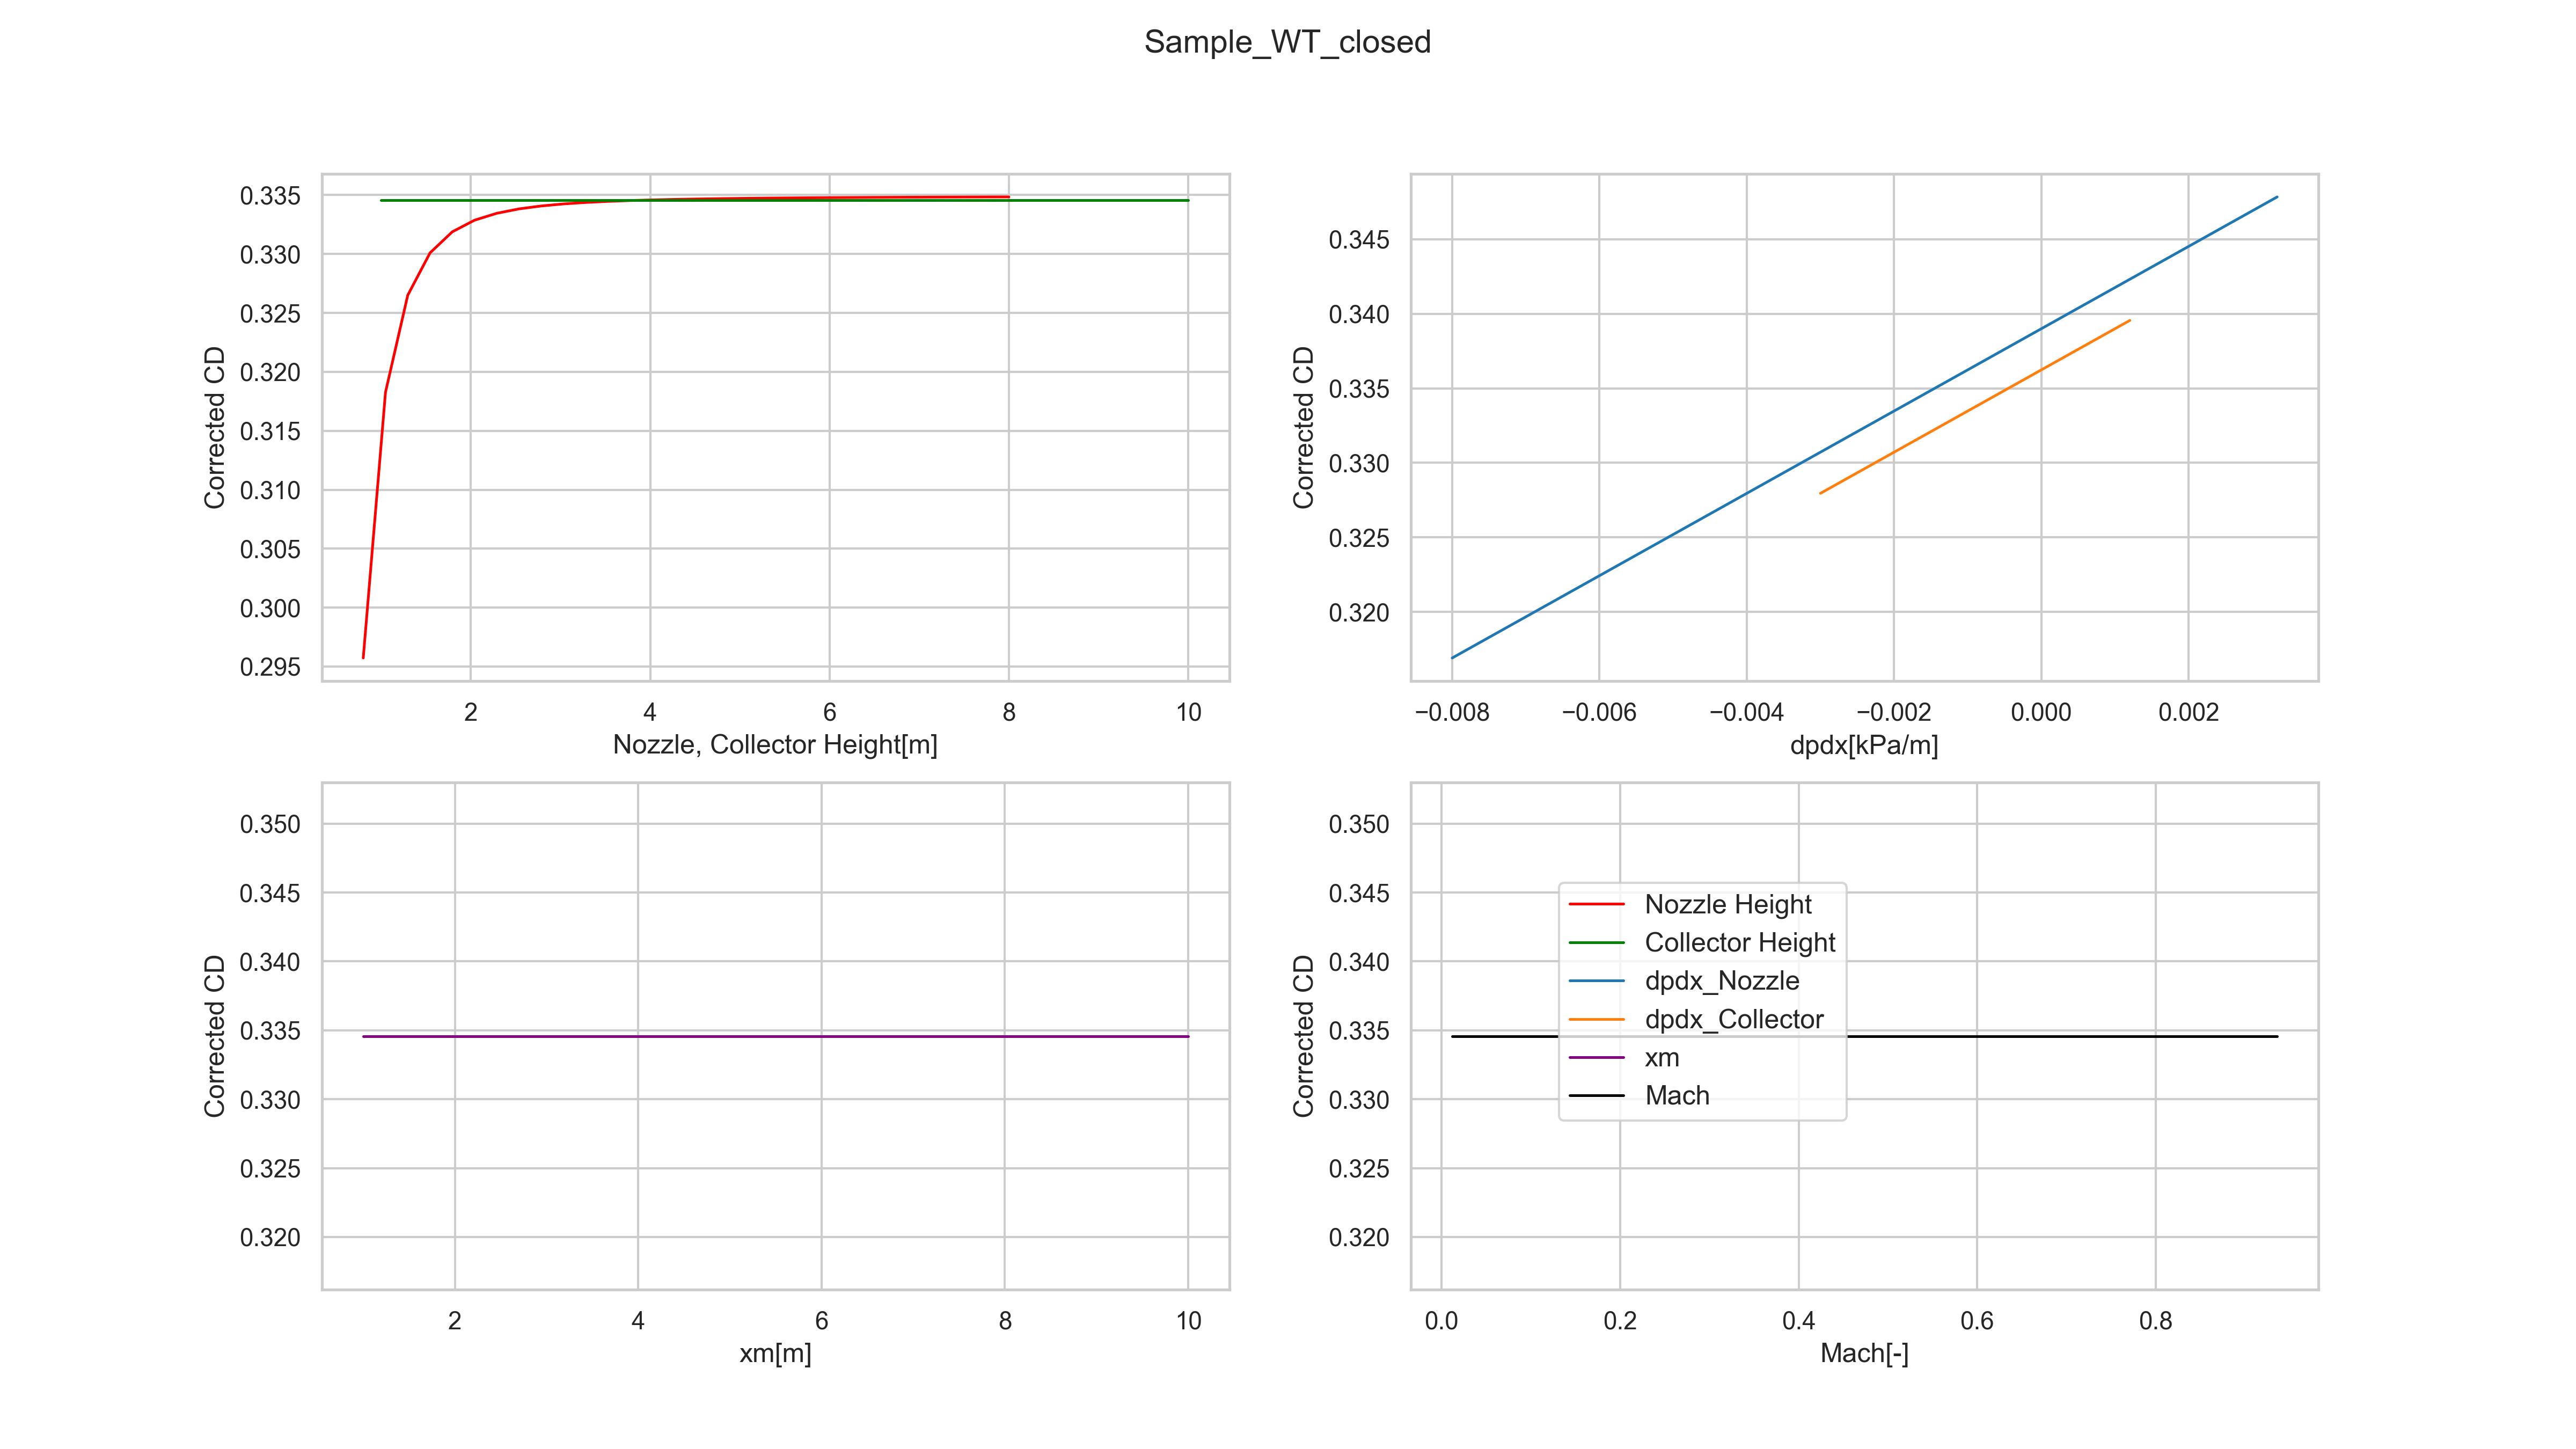 Sample_WT_closed
0.335
0.330
0.325
0.320
0.315
0.310
0.305
0.300
0.295
Corrected CD
2 4 6 8 10
Nozzle, Collector Height[m]
0.345
0.340
0.335
0.330
0.325
0.320
Corrected CD
−0.008 −0.006 −0.004 −0.002 0.000 0.002
dpdx[kPa/m]
0.350
0.345
0.340
0.335
0.330
0.325
0.320
Corrected CD
2 4 6 8 10
xm[m]
0.350
0.345
0.340
0.335
0.330
0.325
0.320
Corrected CD
Nozzle Height
Collector Height
dpdx_Nozzle
dpdx_Collector
xm
Mach
0.0 0.2 0.4 0.6 0.8
Mach[-]